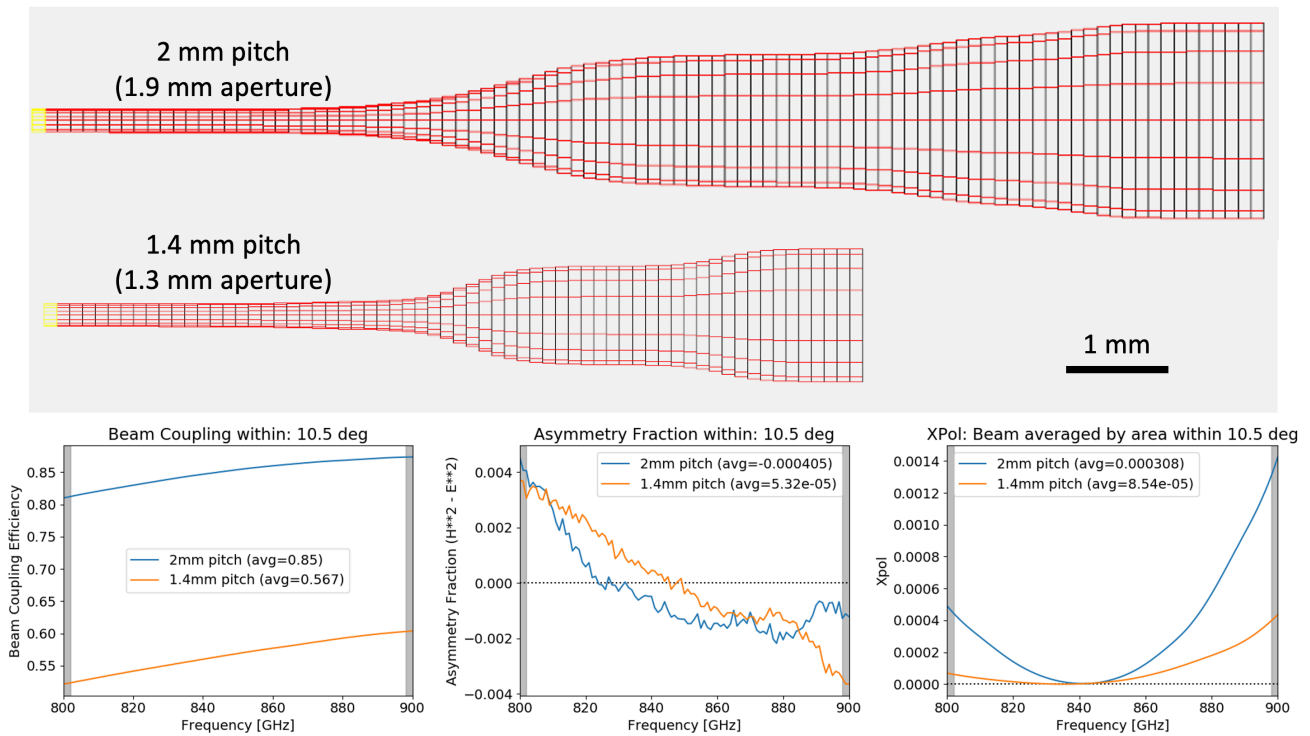 2 mm pitch
(1.9 mm aperture)
1.4 mm pitch
(1.3 mm aperture)
1 mm
Beam Coupling within: 10.5 deg
Beam Coupling Efficiency
0.85
0.80
0.75
0.70
0.65
0.60
0.55
2mm pitch (avg=0.85)
1.4mm pitch (avg=0.567)
800
820
840
860
880
900
Frequency [GHz]
Asymmetry Fraction within: 10.5 deg
Asymmetry Fraction (H**2 - E**2)
0.004
0.002
0.000
−0.002
−0.004
2mm pitch (avg=-0.000405)
1.4mm pitch (avg=5.32e-05)
800
820
840
860
880
900
Frequency [GHz]
XPol: Beam averaged by area within 10.5 deg
Xpol
0.0014
0.0012
0.0010
0.0008
0.0006
0.0004
0.0002
0.0000
2mm pitch (avg=0.000308)
1.4mm pitch (avg=8.54e-05)
800
820
840
860
880
900
Frequency [GHz]